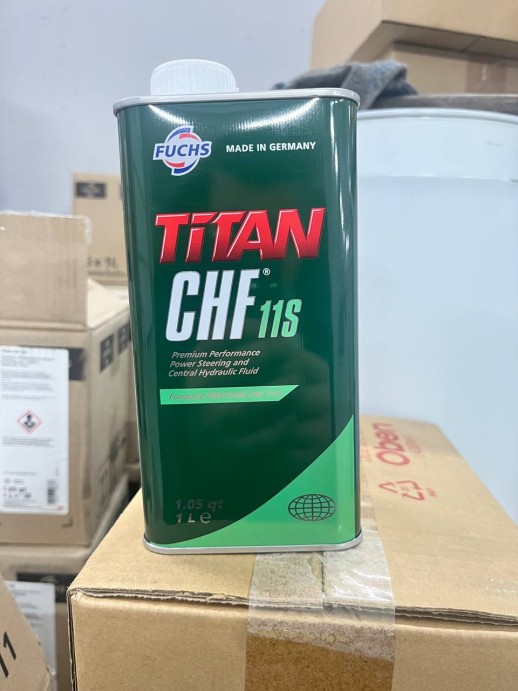 FUCHS
MADE IN GERMANY
TiTAN
CHF®
11S
Premium Performance
Power Steering and
Central Hydraulic Fluid
1.05 qt
1 L e
Oben